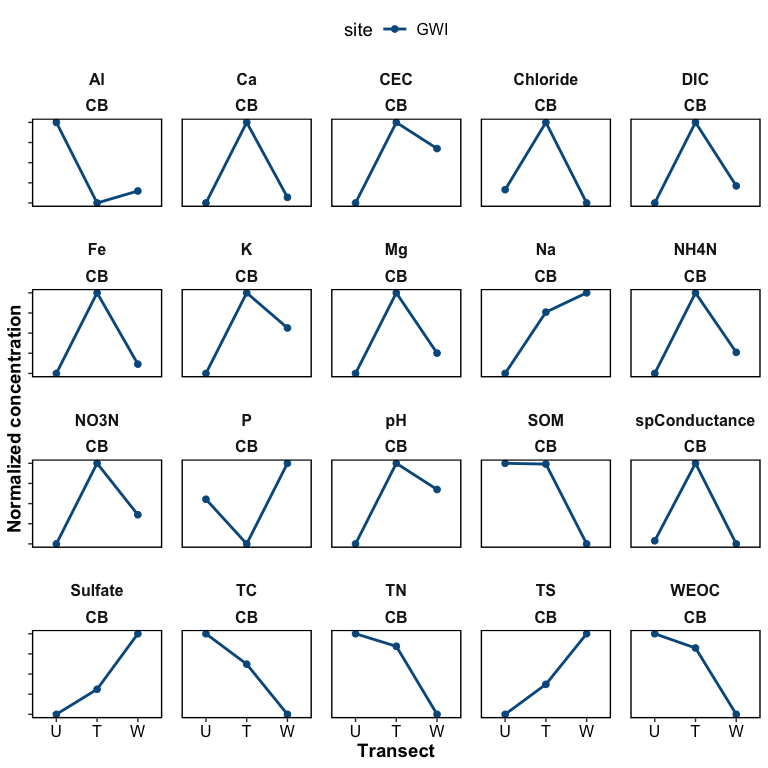 site GWI
Al Ca CEC Chloride DIC
CB CB CB CB CB
Fe K Mg Na NH4N
CB CB CB CB CB
NO3N P pH SOM spConductance
CB CB CB CB CB
Sulfate TC TN TS WEOC
CB CB CB CB CB
U T W U T W U T W U T W U T W
Transect
Normalized concentration